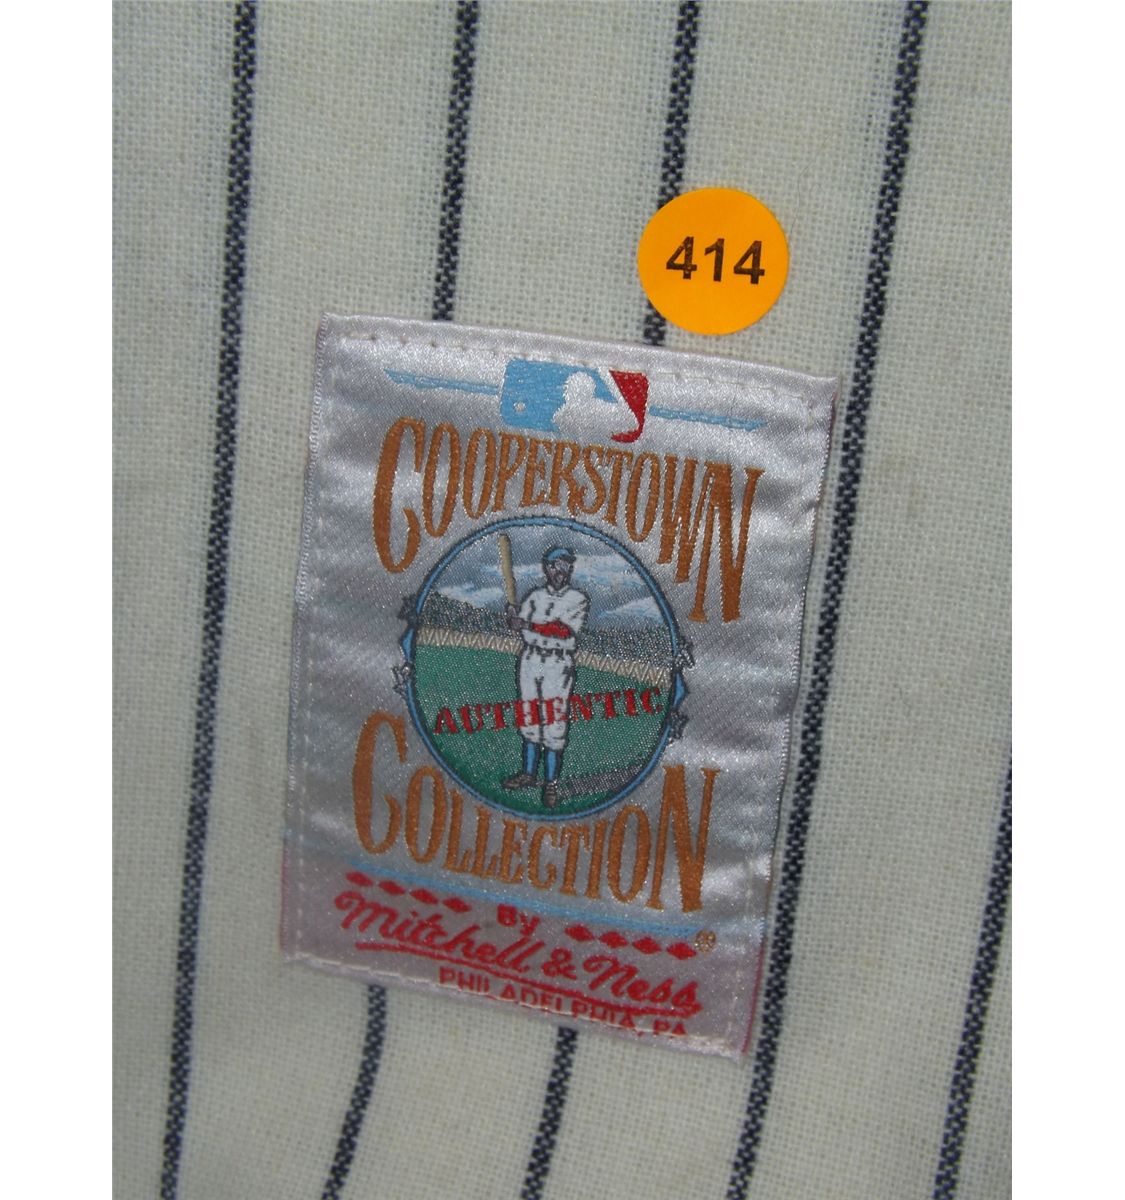 414
COOPERSTOWN
AUTHENTIC
COLLECTION
®
By
Mitchell & Ness
PHILADELPHIA, PA